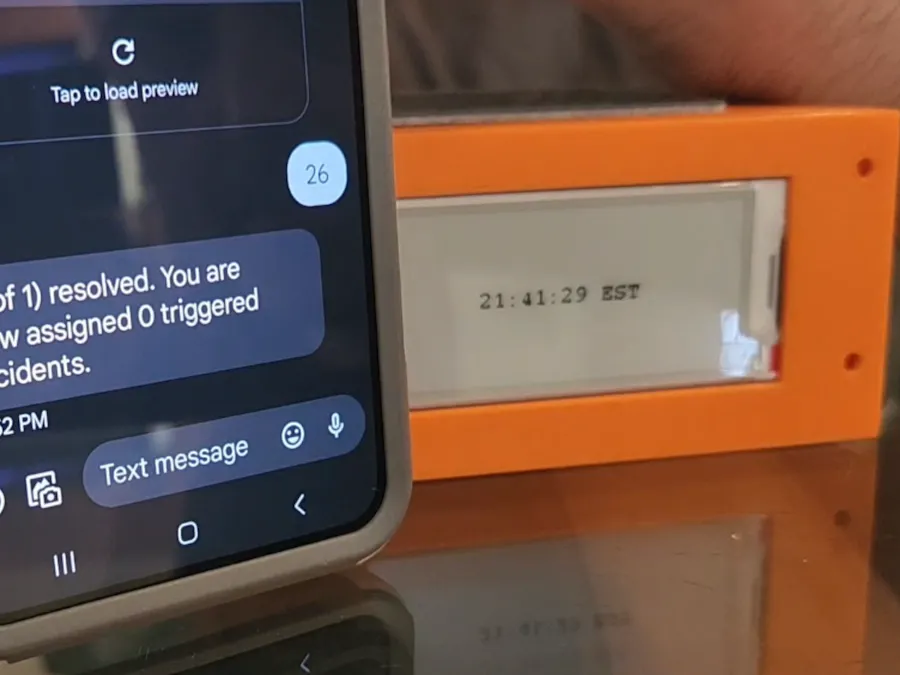 Tap to load preview
26
of 1) resolved. You are
assigned 0 triggered
2 PM
Text message
21:41:29 EST